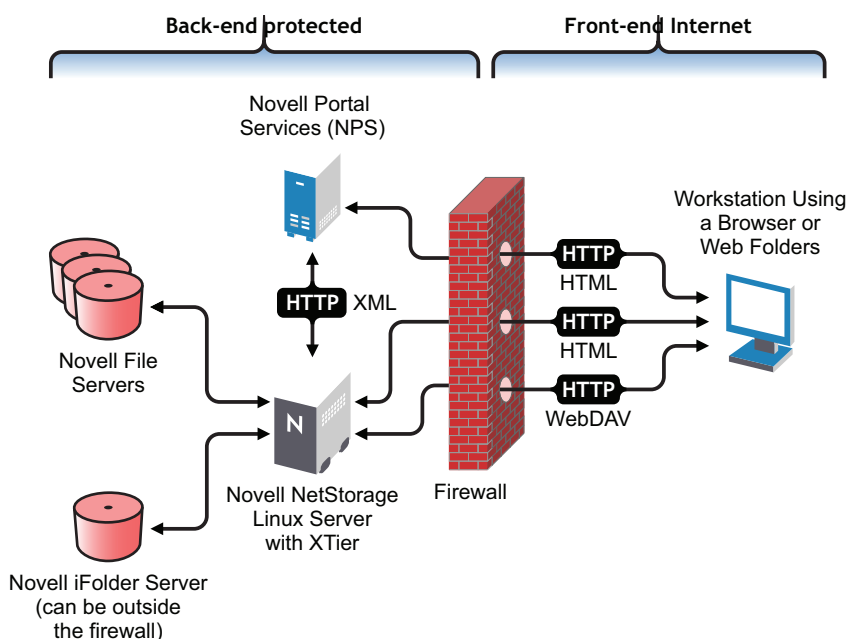 Back-end protected
Front-end Internet
Novell Portal
Services (NPS)
Workstation Using
a Browser or
Web Folders
HTTP
HTML
HTTP
XML
HTTP
HTML
HTTP
WebDAV
Novell File
Servers
N
Novell NetStorage
Linux Server
with XTier
Firewall
Novell iFolder Server
(can be outside
the firewall)